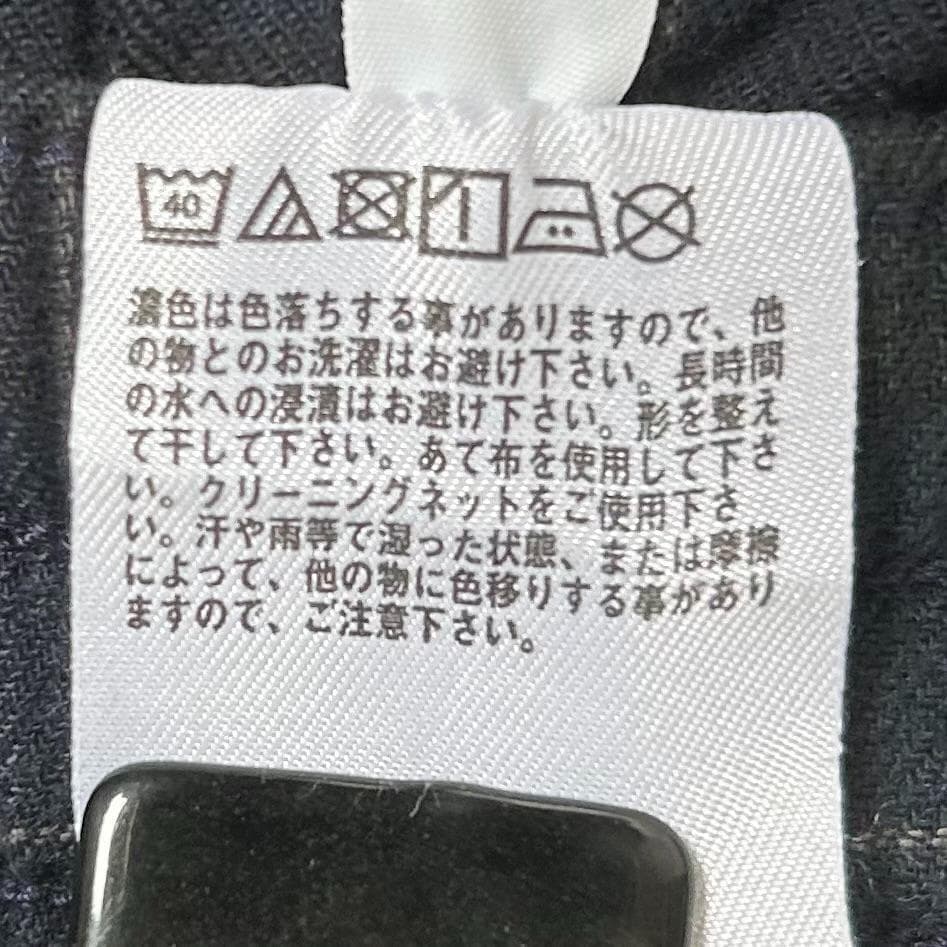 40
濃色は色落ちする事がありますので、他
の物とのお洗濯はお避け下さい。長時間
の水への浸漬はお避け下さい。形を整え
て干して下さい。あて布を使用して下さ
い。クリーニングネットをご使用下さ
い。汗や雨等で湿った状態、または摩擦
によって、他の物に色移りする事があり
ますので、ご注意下さい。